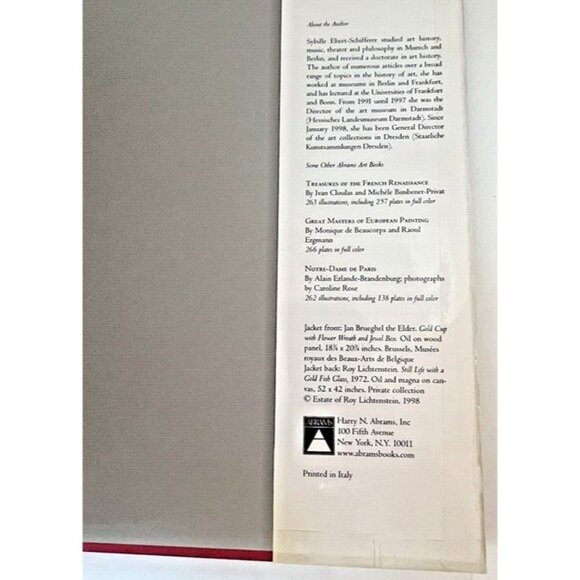 About the Author
Sybille Ebert-Schifferer studied art history,
music, theater and philosophy in Munich and
Berlin, and received a doctorate in art history.
The author of numerous articles over a broad
range of topics in the history of art, she has
worked at museums in Berlin and Frankfurt,
and has lectured at the Universities of Frankfurt
and Bonn. From 1991 until 1997 she was the
Director of the art museum in Darmstadt
(Hessisches Landesmuseum Darmstadt). Since
January 1998, she has been General Director
of the art collections in Dresden (Staatliche
Kunstsammlungen Dresden).
Some Other Abrams Art Books
TREASURES OF THE FRENCH RENAISSANCE
By Ivan Cloulas and Michèle Bimbenet-Privat
263 illustrations, including 257 plates in full color
GREAT MASTERS OF EUROPEAN PAINTING
By Monique de Beaucorps and Raoul
Ergmann
266 plates in full color
NOTRE-DAME DE PARIS
By Alain Erlande-Brandenburg; photographs
by Caroline Rose
262 illustrations, including 138 plates in full color
Jacket front: Jan Brueghel the Elder. Gold Cup
with Flower Wreath and Jewel Box. Oil on wood
panel, 18¾ x 20¾ inches. Brussels, Musées
royaux des Beaux-Arts de Belgique
Jacket back: Roy Lichtenstein. Still Life with a
Gold Fish Glass, 1972. Oil and magna on can-
vas, 52 x 42 inches. Private collection
© Estate of Roy Lichtenstein, 1998
ABRAMS
Harry N. Abrams, Inc
100 Fifth Avenue
New York, N.Y. 10011
www.abramsbooks.com
Printed in Italy